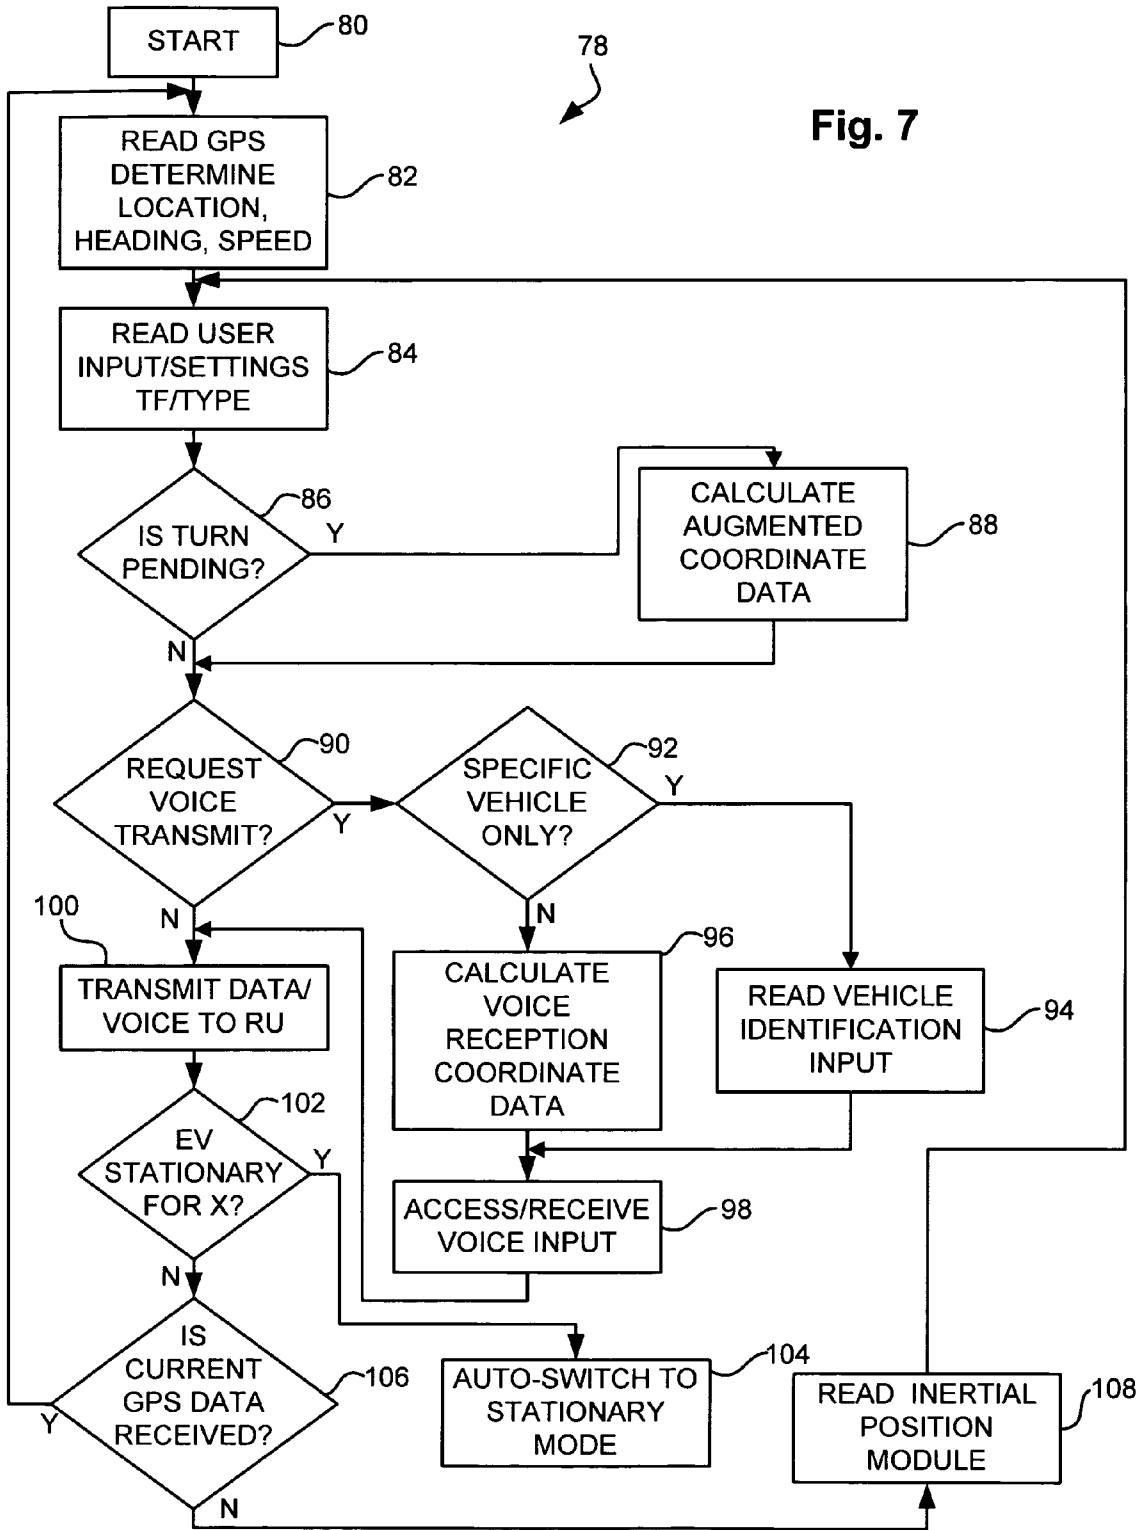 START
80
78
Fig. 7
READ GPS
DETERMINE
LOCATION,
HEADING, SPEED
82
READ USER
INPUT/SETTINGS
TF/TYPE
84
IS TURN
PENDING?
86
Y
N
CALCULATE
AUGMENTED
COORDINATE
DATA
88
REQUEST
VOICE
TRANSMIT?
90
Y
N
SPECIFIC
VEHICLE
ONLY?
92
Y
N
READ VEHICLE
IDENTIFICATION
INPUT
94
CALCULATE
VOICE
RECEPTION
COORDINATE
DATA
96
ACCESS/RECEIVE
VOICE INPUT
98
100
TRANSMIT DATA/
VOICE TO RU
EV
STATIONARY
FOR X?
102
Y
N
AUTO-SWITCH TO
STATIONARY
MODE
104
IS
CURRENT
GPS DATA
RECEIVED?
106
Y
N
READ INERTIAL
POSITION
MODULE
108